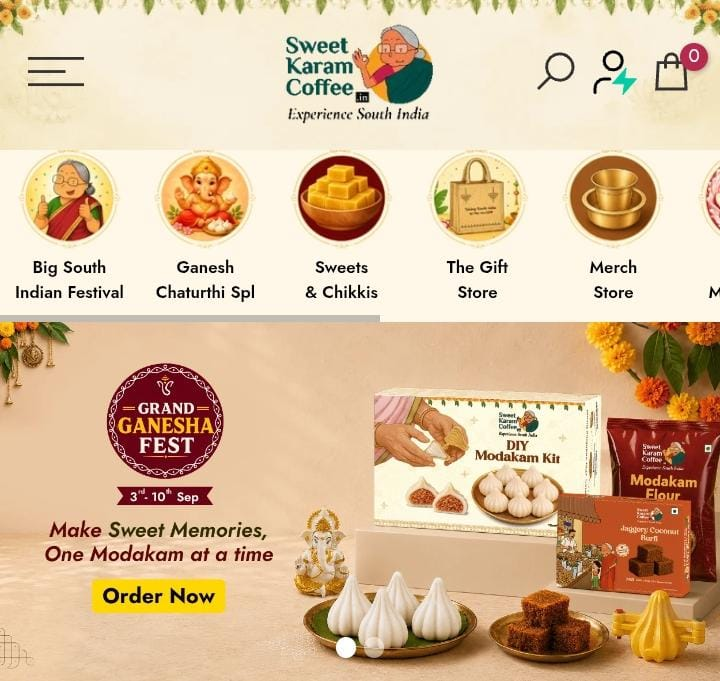 Sweet
Karam
Coffee
.in
Experience South India
0
Big South
Indian Festival
Ganesh
Chaturthi Spl
Sweets
& Chikkis
The Gift
Store
Merch
Store
M
GRAND
GANESHA
FEST
3rd - 10th Sep
Make Sweet Memories,
One Modakam at a time
Order Now
Sweet
Karam
Coffee
Experience South India
DIY
Modakam Kit
Sweet
Karam
Coffee
Experience South India
Modakam
Flour
Sweet
Karam
Coffee
Jaggery Coconut
Burfi